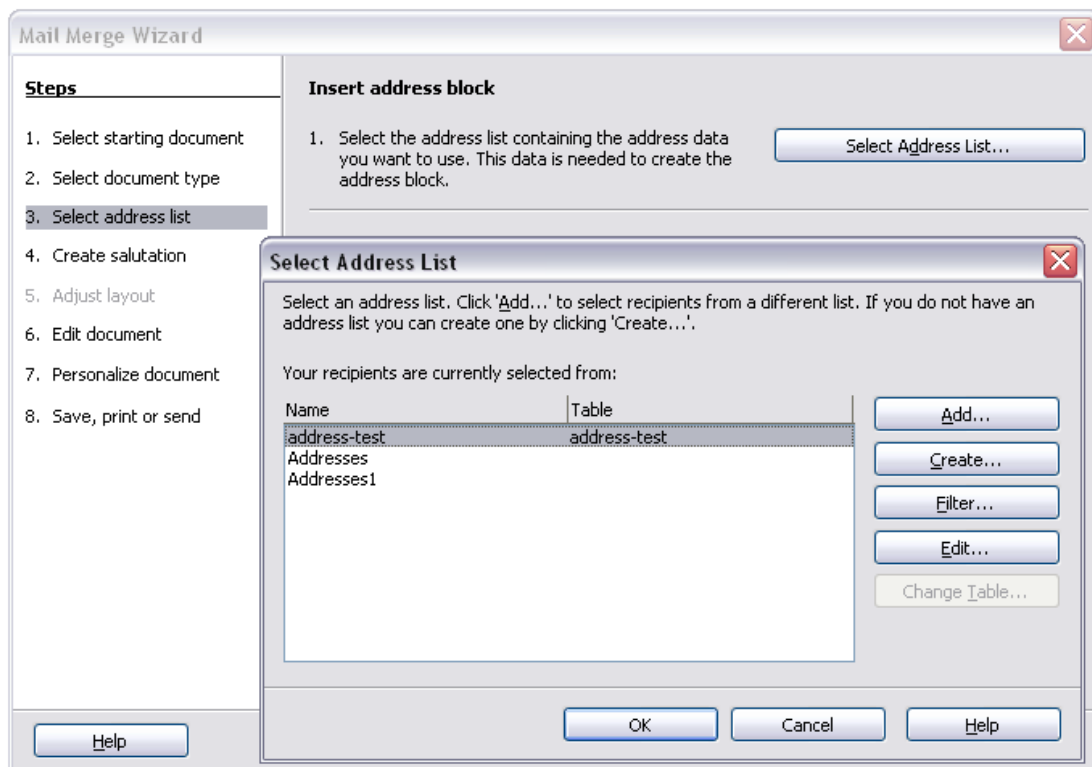 Mail Merge Wizard
Steps
1. Select starting document
2. Select document type
3. Select address list
4. Create salutation
5. Adjust layout
6. Edit document
7. Personalize document
8. Save, print or send
Insert address block
1. Select the address list containing the address data
you want to use. This data is needed to create the
address block.
Select Address List...
Select Address List
Select an address list. Click 'Add...' to select recipients from a different list. If you do not have an
address list you can create one by clicking 'Create...'.
Your recipients are currently selected from:
Name Table
address-test address-test
Addresses
Addresses1
Add...
Create...
Filter...
Edit...
Change Table...
OK Cancel Help
Help